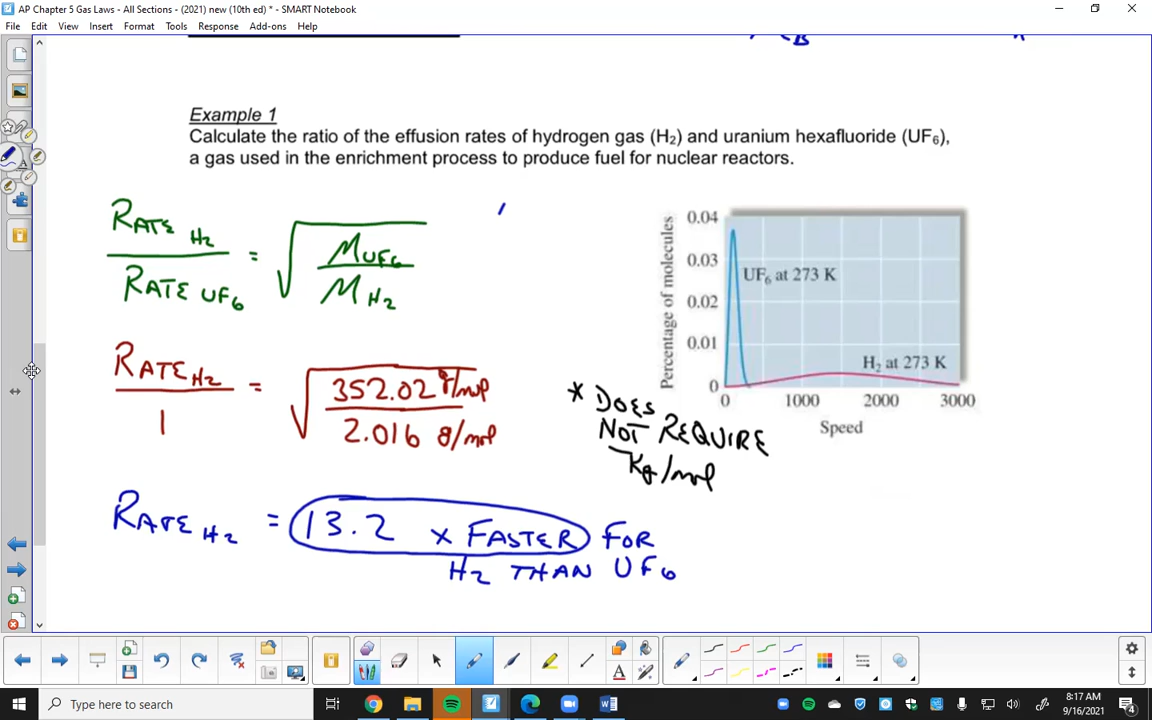 AP Chapter 5 Gas Laws - All Sections - (2021) new (10th ed) * - SMART Notebook
File Edit View Insert Format Tools Response Add-ons Help
B
Example 1
Calculate the ratio of the effusion rates of hydrogen gas (H₂) and uranium hexafluoride (UF₆),
a gas used in the enrichment process to produce fuel for nuclear reactors.
RATE H₂
RATE UF₆
=
√
M UF₆
M H₂
RATE H₂
1
=
√
352.02 g/mol
2.016 g/mol
RATE H₂ = 13.2 x FASTER FOR
H₂ THAN UF₆
* DOES
NOT REQUIRE
Kg/mol
Percentage of molecules
0.04
0.03
0.02
0.01
0
UF₆ at 273 K
H₂ at 273 K
0 1000 2000 3000
Speed
A
Type here to search
W
8:17 AM
9/16/2021
4